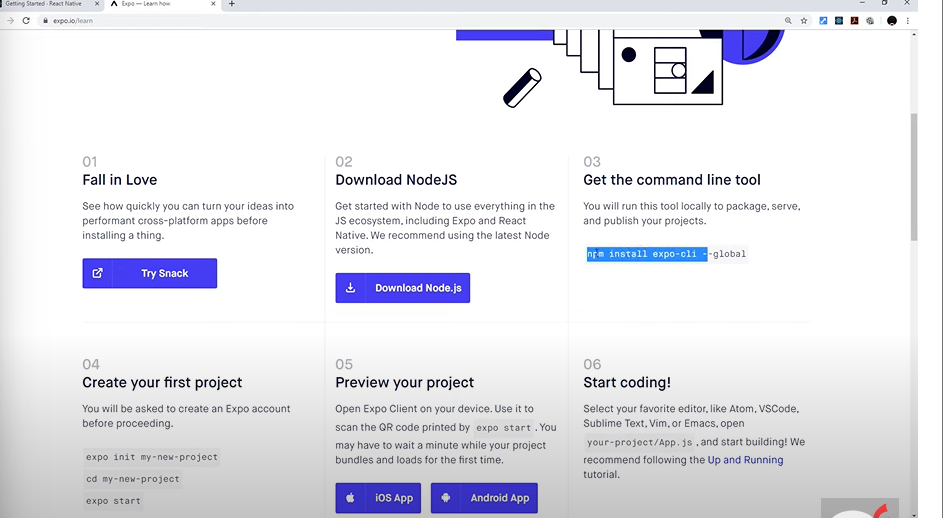 Getting Started · React Native
Expo — Learn how
expo.io/learn
01
Fall in Love
See how quickly you can turn your ideas into
performant cross-platform apps before
installing a thing.
Try Snack
02
Download NodeJS
Get started with Node to use everything in the
JS ecosystem, including Expo and React
Native. We recommend using the latest Node
version.
Download Node.js
03
Get the command line tool
You will run this tool locally to package, serve,
and publish your projects.
npm install expo-cli --global
04
Create your first project
You will be asked to create an Expo account
before proceeding.
expo init my-new-project
cd my-new-project
expo start
05
Preview your project
Open Expo Client on your device. Use it to
scan the QR code printed by expo start. You
may have to wait a minute while your project
bundles and loads for the first time.
iOS App
Android App
06
Start coding!
Select your favorite editor, like Atom, VSCode,
Sublime Text, Vim, or Emacs, open
your-project/App.js, and start building! We
recommend following the Up and Running
tutorial.